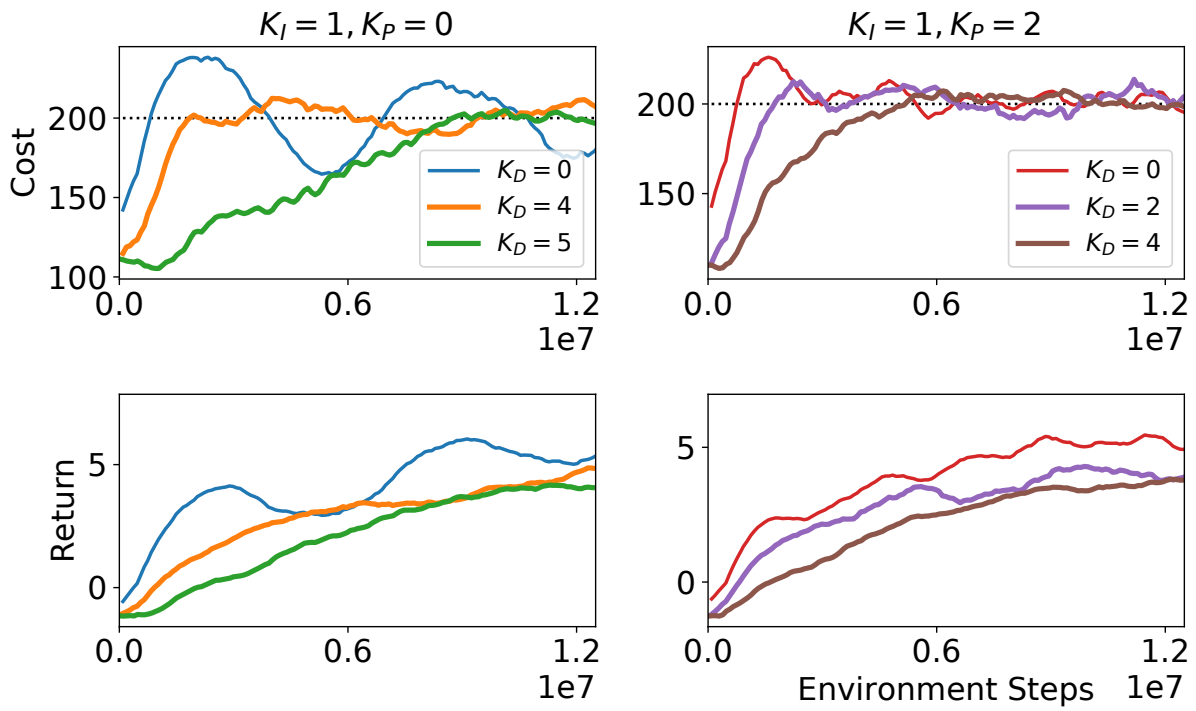 K_I = 1, K_P = 0
Cost
200
150
100
K_D = 0
K_D = 4
K_D = 5
0.0 0.6 1.2
1e7
K_I = 1, K_P = 2
200
150
K_D = 0
K_D = 2
K_D = 4
0.0 0.6 1.2
1e7
Return
5
0
0.0 0.6 1.2
1e7
5
0
0.0 0.6 1.2
Environment Steps 1e7